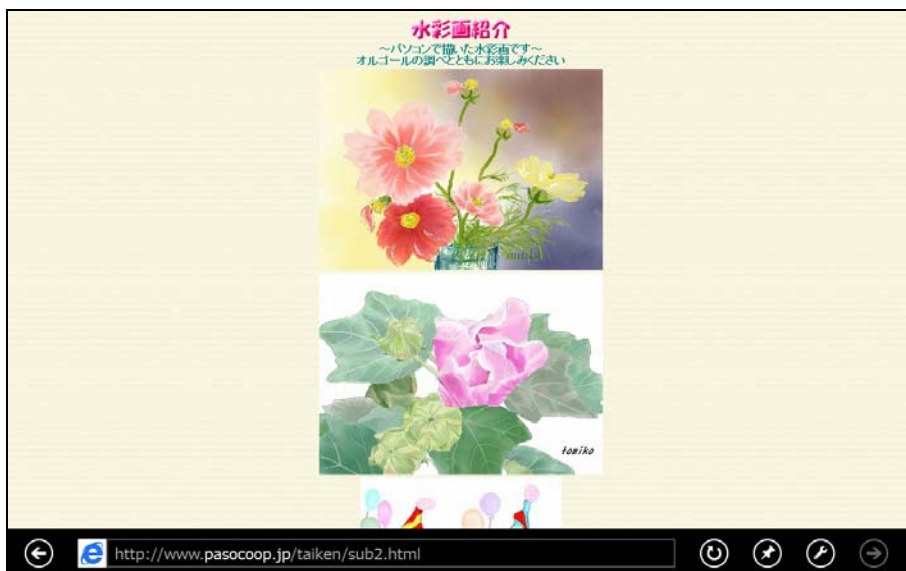 水彩画紹介
～パソコンで描いた水彩画です～
オルゴールの調べとともにお楽しみください
tomiko
http://www.pasocoop.jp/taiken/sub2.html